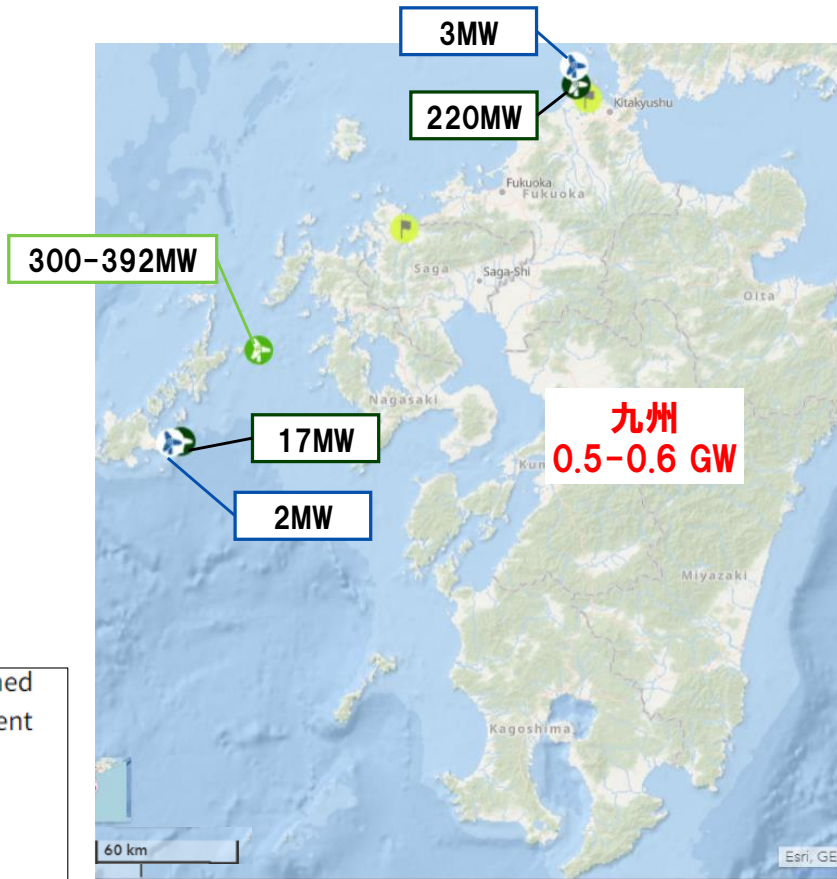 3MW
220MW
Kitakyushu
Fukuoka
Fukuoka
300-392MW
Saga
Saga-Shi
Oita
Nagasaki
17MW
九州
0.5-0.6 GW
Kum
2MW
Miyazaki
ned
ent
Kagoshima
60 km
Esri, GE